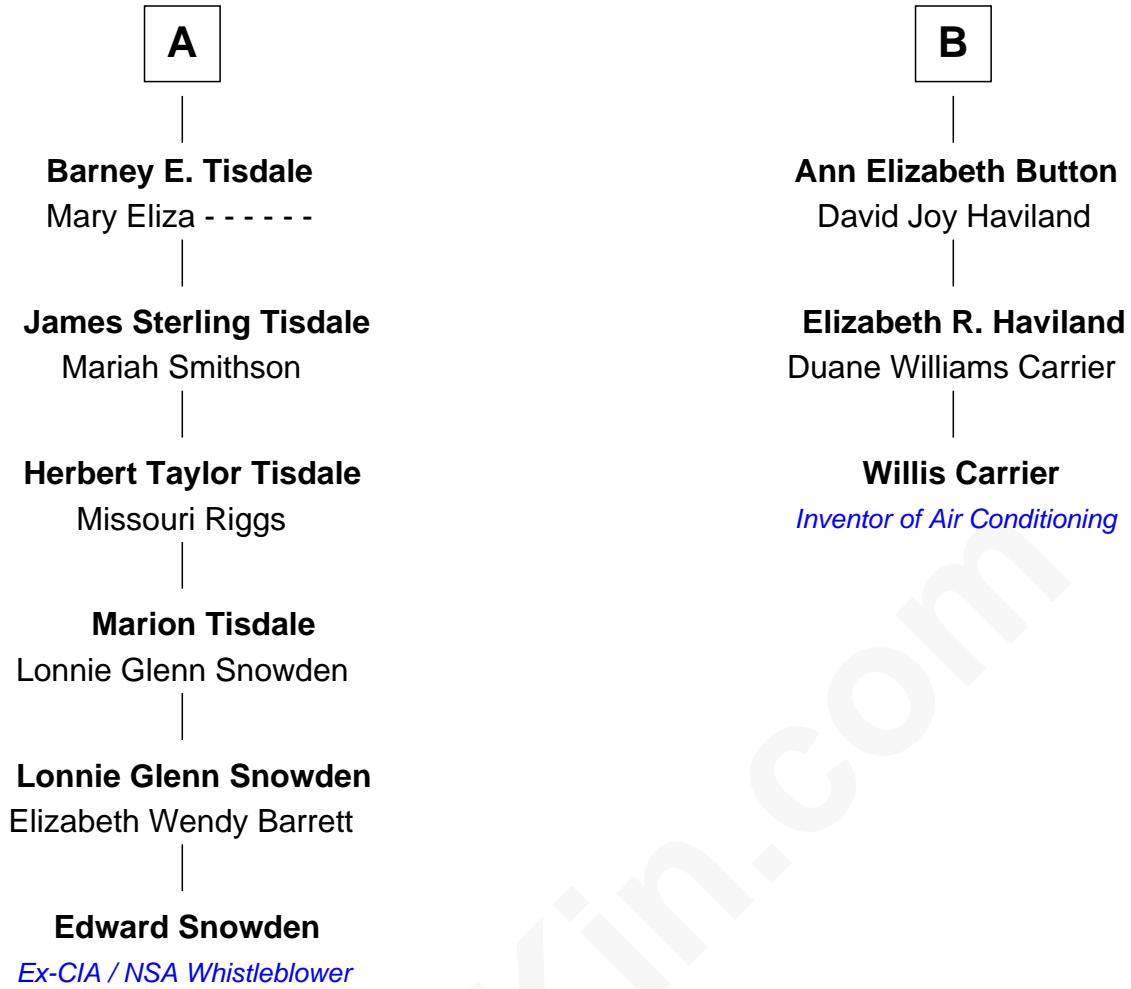 A
Barney E. Tisdale
Mary Eliza - - - - - -
James Sterling Tisdale
Mariah Smithson
Herbert Taylor Tisdale
Missouri Riggs
Marion Tisdale
Lonnie Glenn Snowden
Lonnie Glenn Snowden
Elizabeth Wendy Barrett
Edward Snowden
Ex-CIA / NSA Whistleblower
B
Ann Elizabeth Button
David Joy Haviland
Elizabeth R. Haviland
Duane Williams Carrier
Willis Carrier
Inventor of Air Conditioning
Kin.com